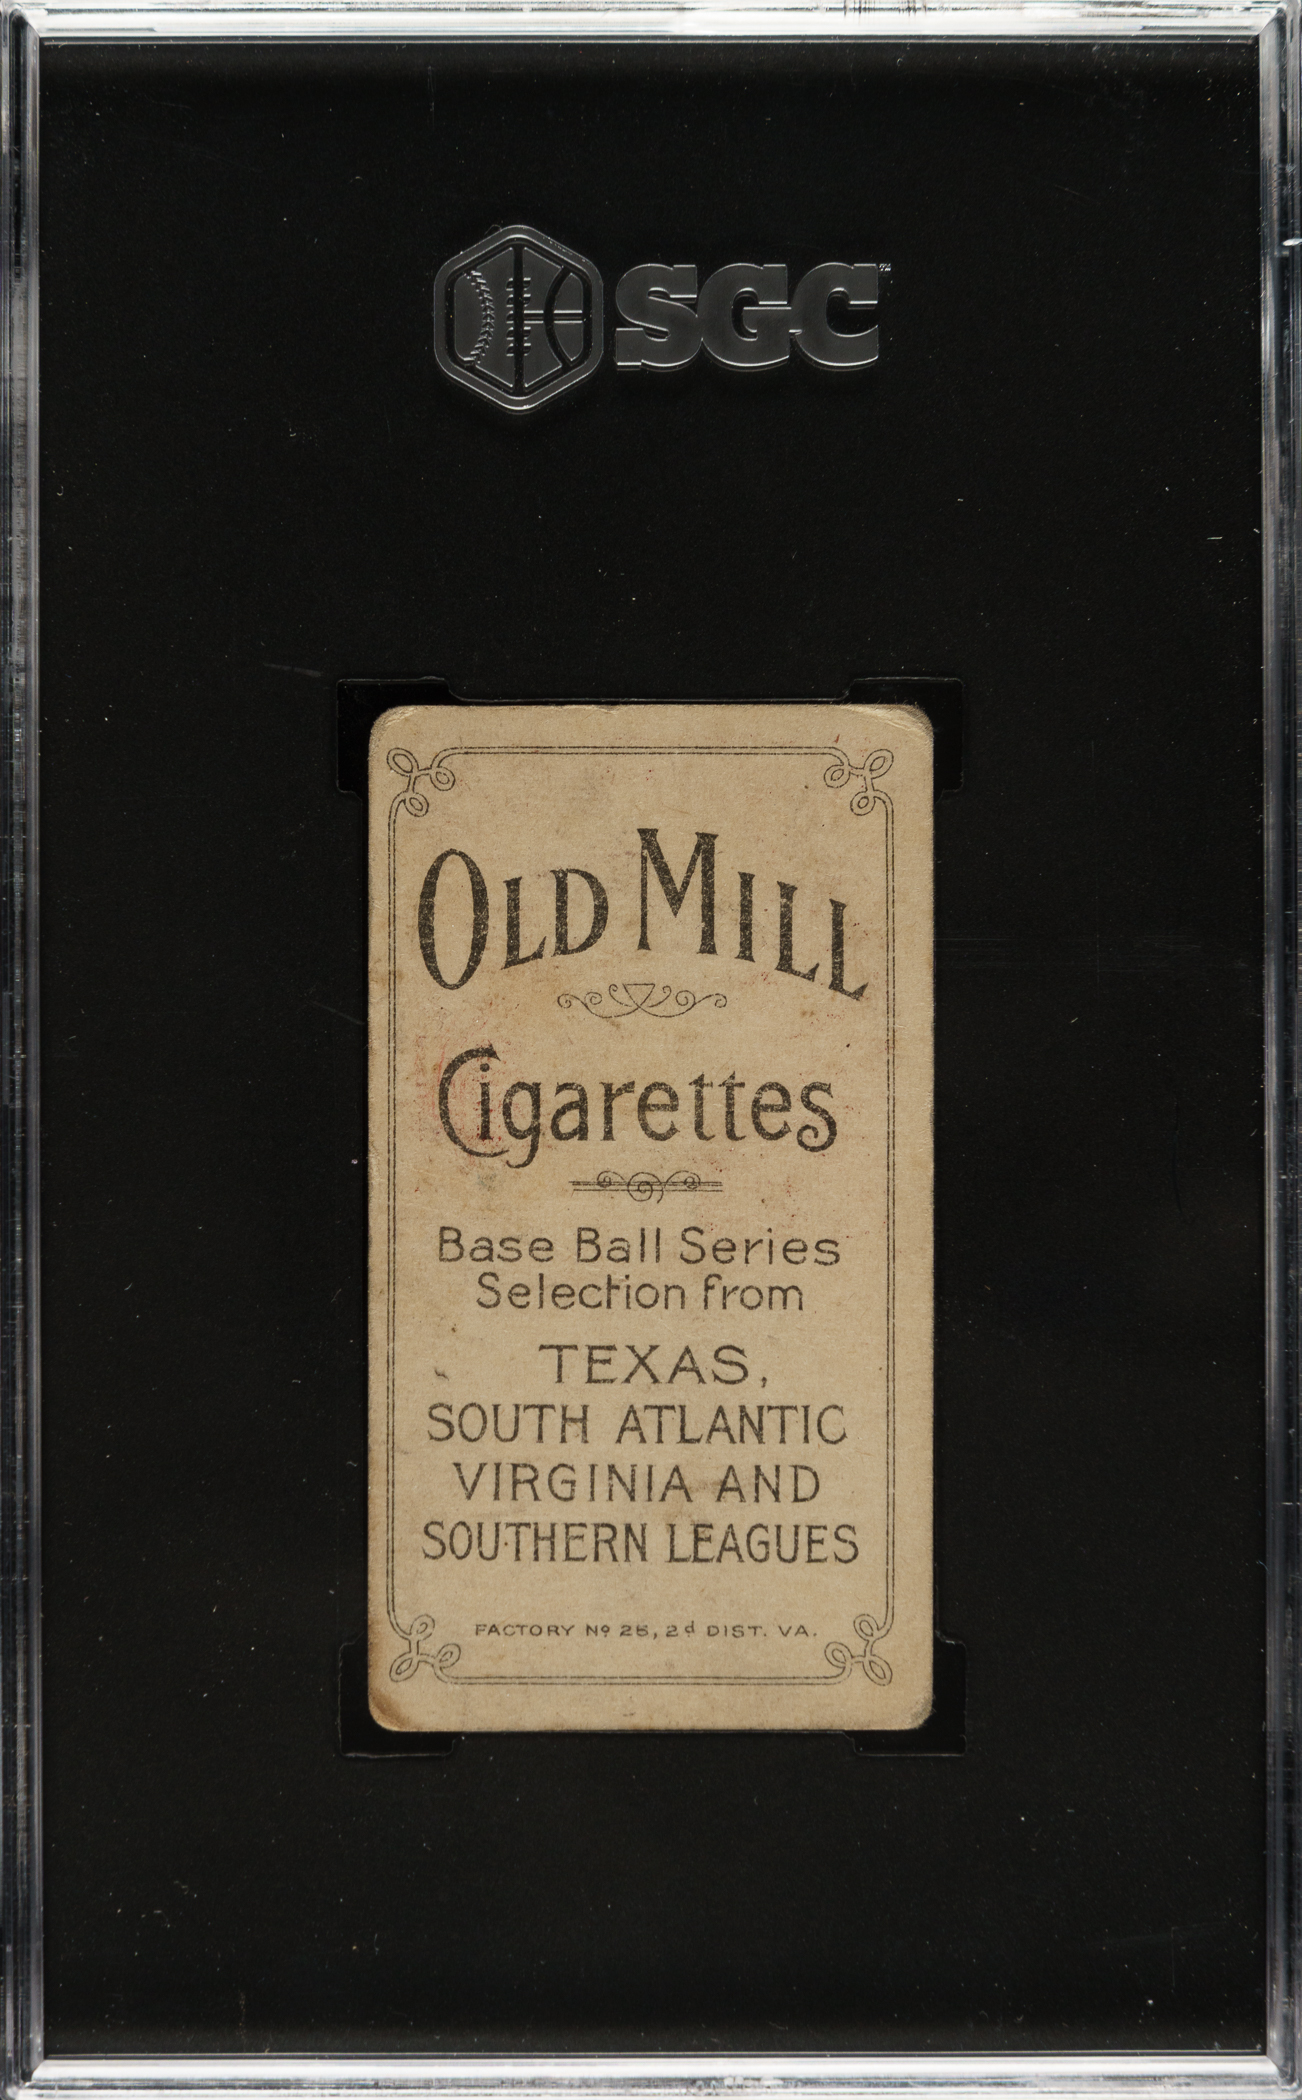 SGC™
OLD MILL
Cigarettes
Base Ball Series
Selection from
TEXAS,
SOUTH ATLANTIC
VIRGINIA AND
SOUTHERN LEAGUES
FACTORY Nº 25, 2d DIST. VA.